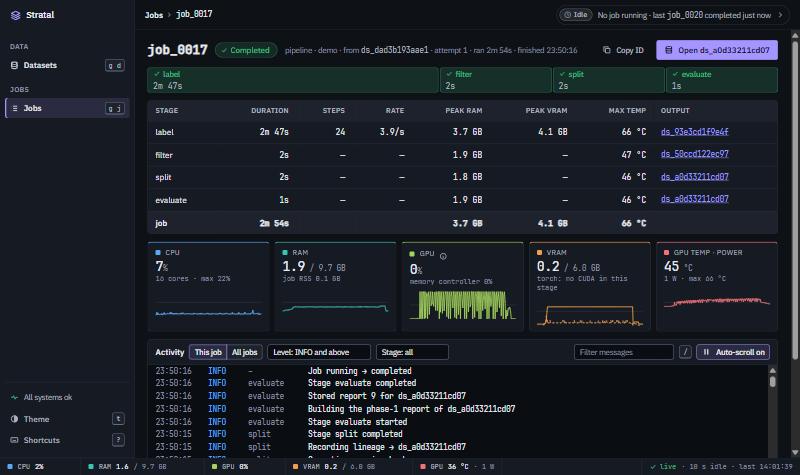 Stratal
Jobs › job_0017
Idle No job running · last job_0020 completed just now
DATA
Datasets g d
JOBS
Jobs g j
job_0017 Completed pipeline · demo · from ds_dad3b193aae1 · attempt 1 · ran 2m 54s · finished 23:50:16 Copy ID Open ds_a0d33211cd07
✓ label ✓ filter ✓ split ✓ evaluate
2m 47s 2s 2s 1s
STAGE DURATION STEPS RATE PEAK RAM PEAK VRAM MAX TEMP OUTPUT
label 2m 47s 24 3.9/s 3.7 GB 4.1 GB 66 °C ds_93e3cd1f9e4f
filter 2s — — 1.9 GB — 47 °C ds_50ccd122ec97
split 2s — — 1.8 GB — 46 °C ds_a0d33211cd07
evaluate 1s — — 1.9 GB — 46 °C ds_a0d33211cd07
job 2m 54s 3.7 GB 4.1 GB 66 °C
CPU RAM GPU VRAM GPU TEMP · POWER
7% 1.9 / 9.7 GB 0% 0.2 / 6.0 GB 45 °C
16 cores · max 22% job RSS 0.1 GB memory controller 0% torch: no CUDA in this stage 1 W · max 66 °C
Activity This job All jobs Level: INFO and above Stage: all Filter messages / Auto-scroll on
23:50:16 INFO – Job running → completed
23:50:16 INFO evaluate Stage evaluate completed
23:50:16 INFO evaluate Stored report 9 for ds_a0d33211cd07
23:50:16 INFO evaluate Building the phase-1 report of ds_a0d33211cd07
23:50:16 INFO evaluate Stage evaluate started
23:50:15 INFO split Stage split completed
23:50:15 INFO split Recording lineage → ds_a0d33211cd07
All systems ok
Theme t
Shortcuts ?
CPU 2% RAM 1.6 / 9.7 GB GPU 0% VRAM 0.2 / 6.0 GB GPU 36 °C · 1 W ✓ live · 10 s idle · last 14:01:39